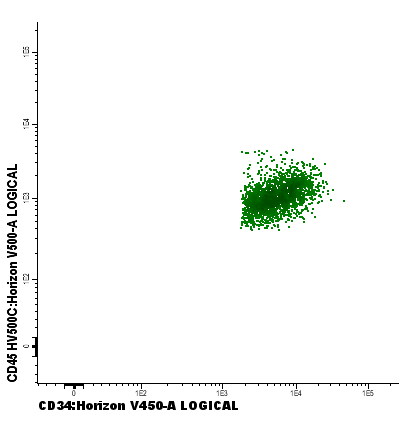 CD45 HV500C:Horizon V500-A LOGICAL
1E5
1E4
1E3
1E2
0
0
1E2
1E3
1E4
1E5
CD34:Horizon V450-A LOGICAL